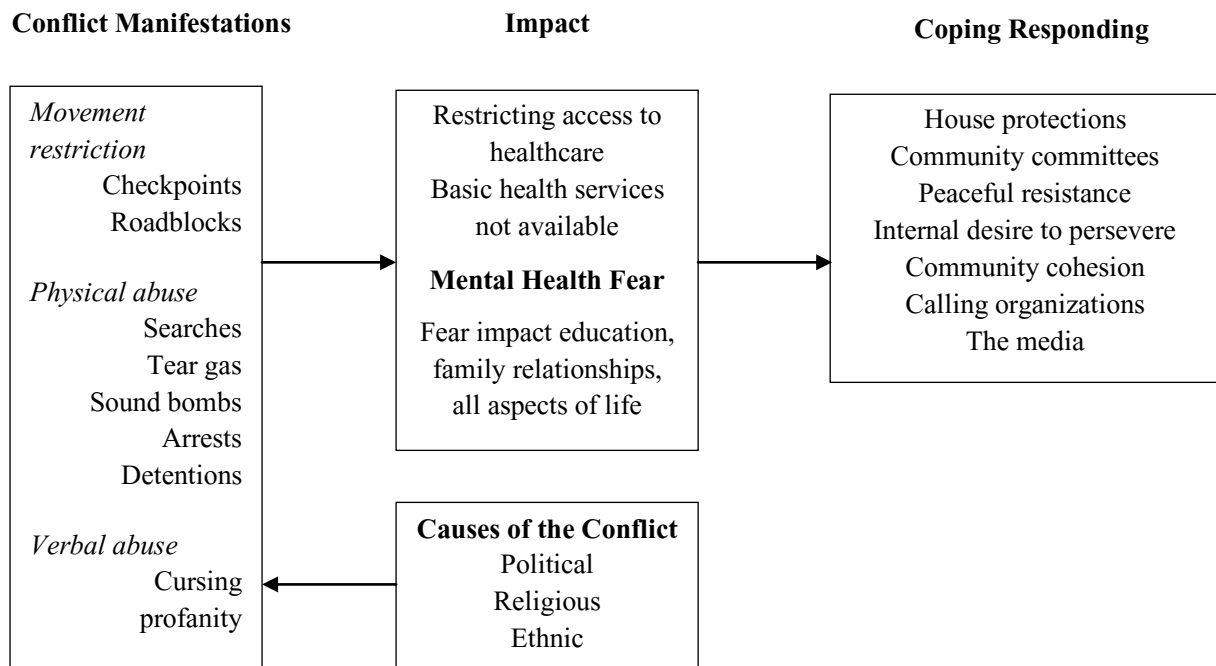 Conflict Manifestations
Movement
restriction
Checkpoints
Roadblocks
Physical abuse
Searches
Tear gas
Sound bombs
Arrests
Detentions
Verbal abuse
Cursing
profanity
Impact
Restricting access to
healthcare
Basic health services
not available
Mental Health Fear
Fear impact education,
family relationships,
all aspects of life
Causes of the Conflict
Political
Religious
Ethnic
Coping Responding
House protections
Community committees
Peaceful resistance
Internal desire to persevere
Community cohesion
Calling organizations
The media